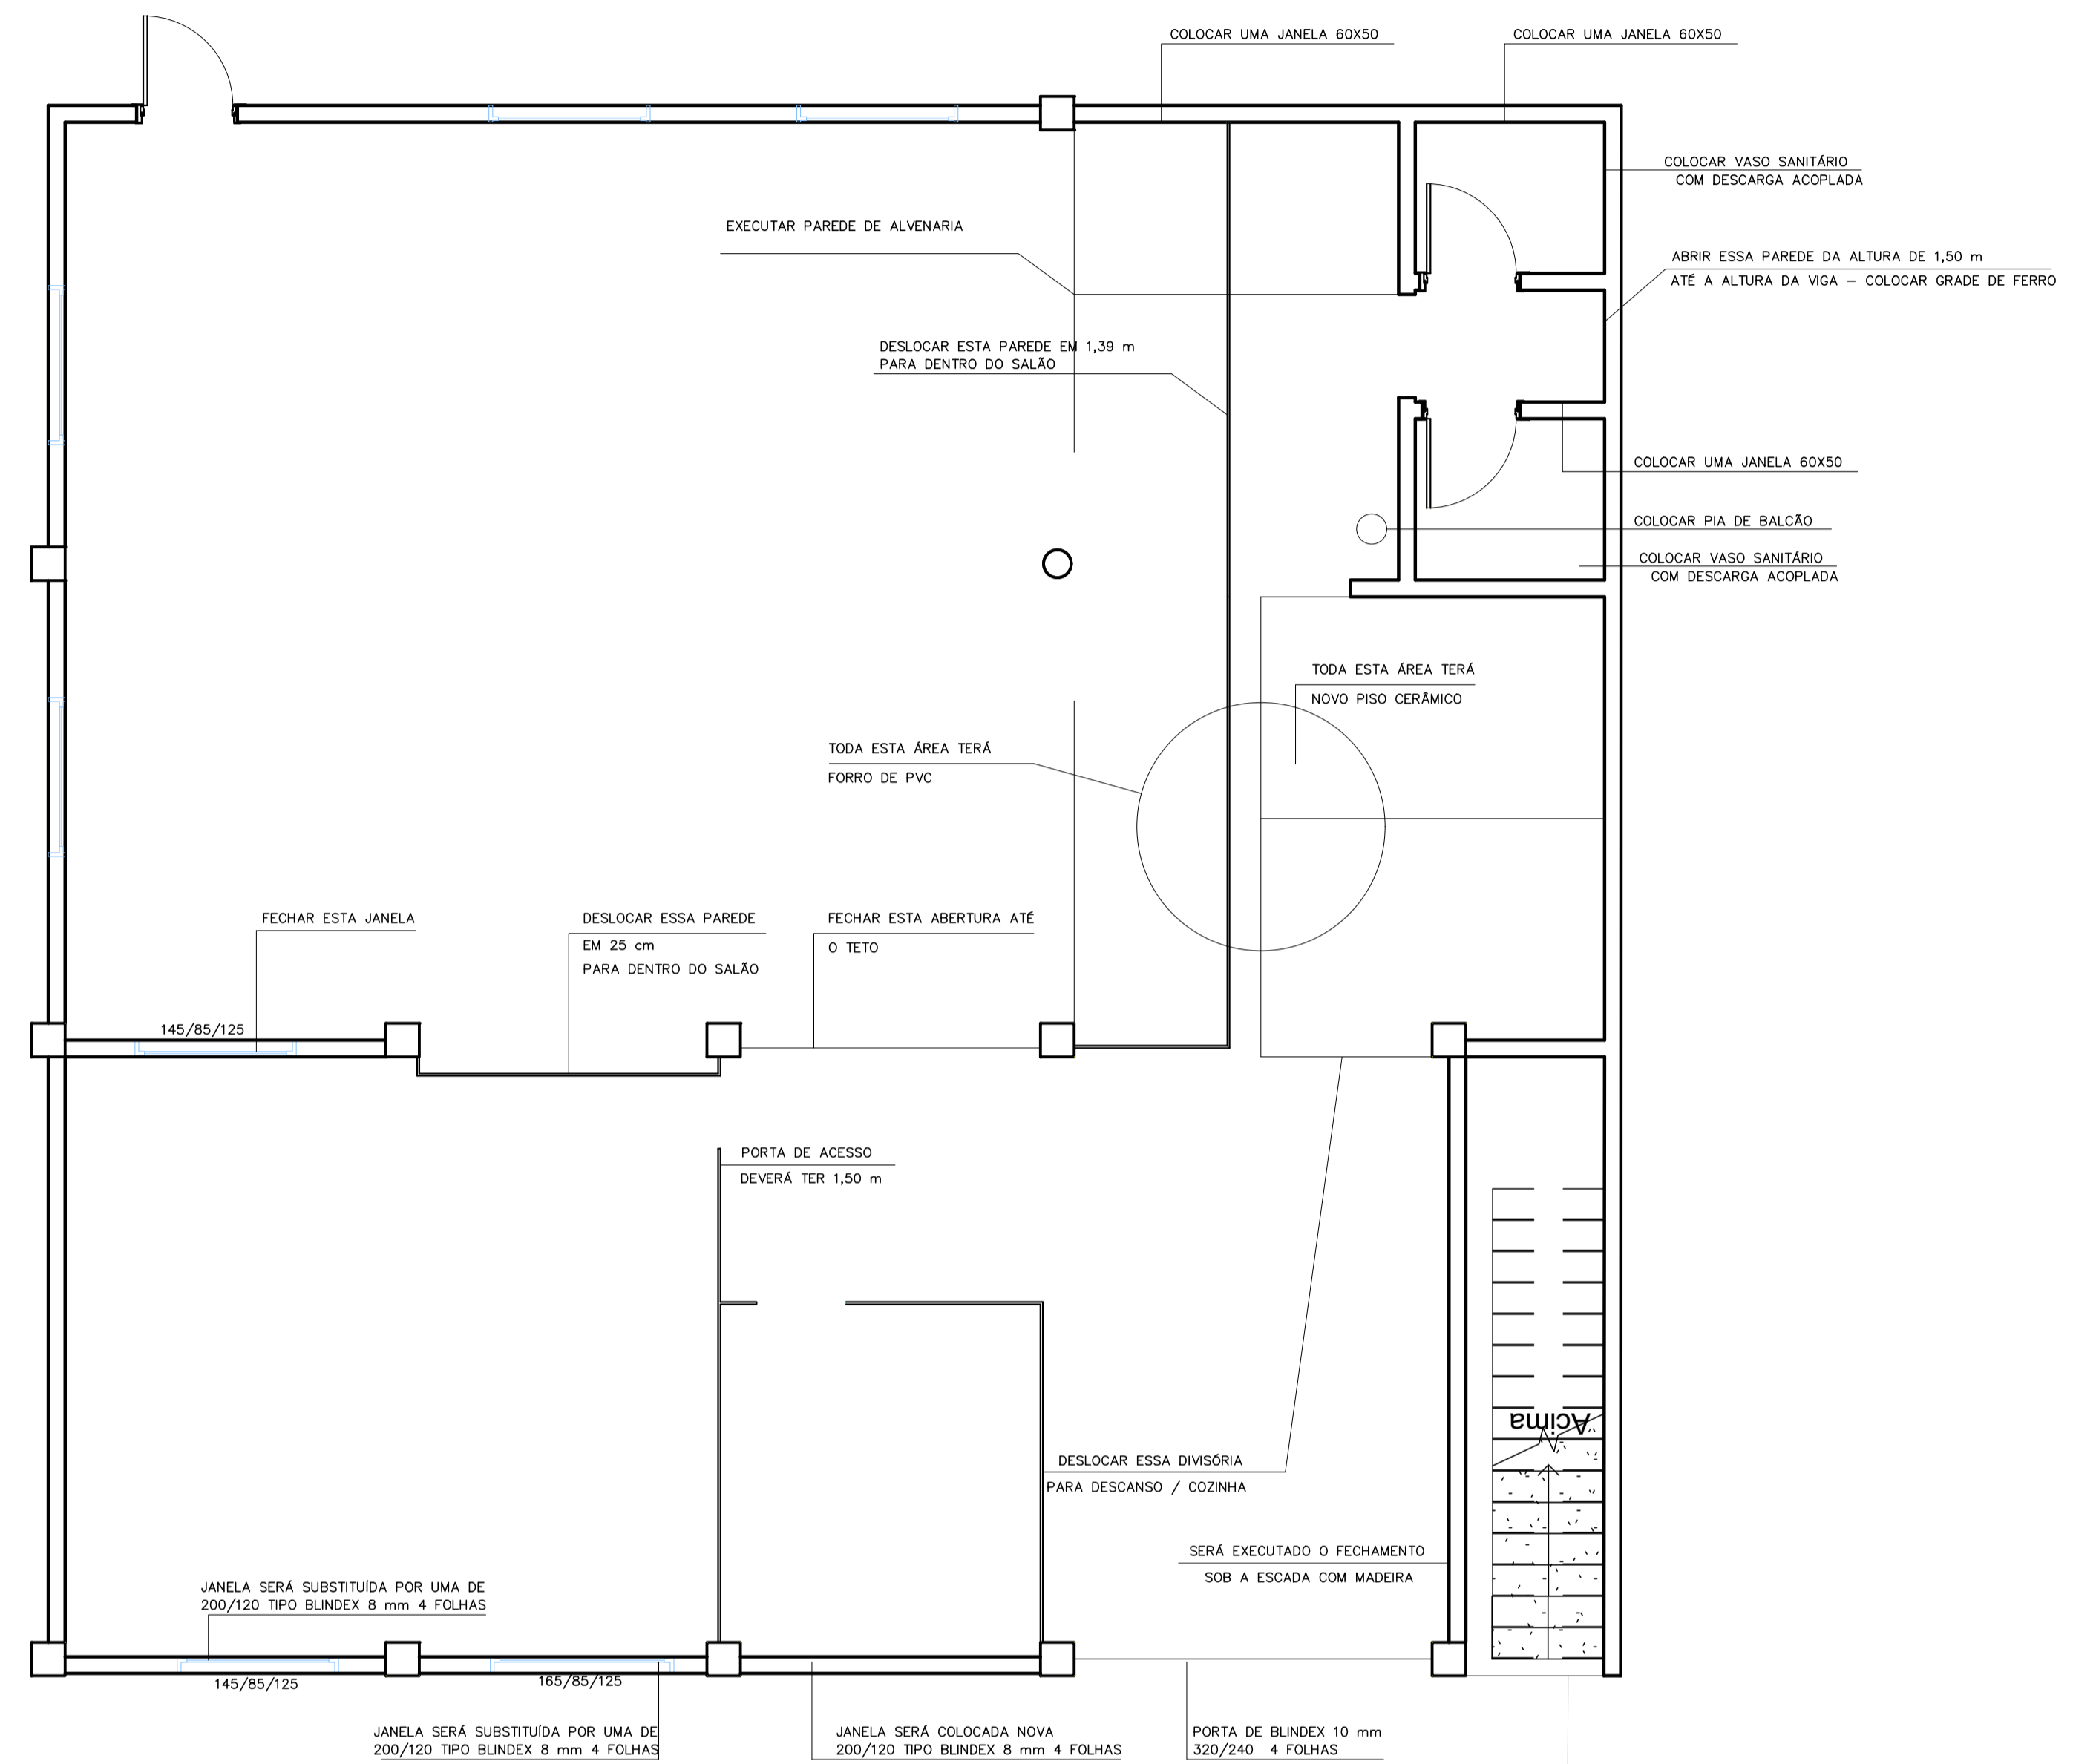 COLOCAR UMA JANELA 60X50
COLOCAR UMA JANELA 60X50
COLOCAR VASO SANITÁRIO
COM DESCARGA ACOPLADA
EXECUTAR PAREDE DE ALVENARIA
ABRIR ESSA PAREDE DA ALTURA DE 1,50 m
ATÉ A ALTURA DA VIGA – COLOCAR GRADE DE FERRO
DESLOCAR ESTA PAREDE EM 1,39 m
PARA DENTRO DO SALÃO
COLOCAR UMA JANELA 60X50
COLOCAR PIA DE BALCÃO
COLOCAR VASO SANITÁRIO
COM DESCARGA ACOPLADA
TODA ESTA ÁREA TERÁ
NOVO PISO CERÂMICO
TODA ESTA ÁREA TERÁ
FORRO DE PVC
FECHAR ESTA JANELA
DESLOCAR ESSA PAREDE
EM 25 cm
PARA DENTRO DO SALÃO
FECHAR ESTA ABERTURA ATÉ
O TETO
145/85/125
PORTA DE ACESSO
DEVERÁ TER 1,50 m
Acima
DESLOCAR ESSA DIVISÓRIA
PARA DESCANSO / COZINHA
SERÁ EXECUTADO O FECHAMENTO
SOB A ESCADA COM MADEIRA
JANELA SERÁ SUBSTITUÍDA POR UMA DE
200/120 TIPO BLINDEX 8 mm 4 FOLHAS
145/85/125
165/85/125
JANELA SERÁ SUBSTITUÍDA POR UMA DE
200/120 TIPO BLINDEX 8 mm 4 FOLHAS
JANELA SERÁ COLOCADA NOVA
200/120 TIPO BLINDEX 8 mm 4 FOLHAS
PORTA DE BLINDEX 10 mm
320/240 4 FOLHAS